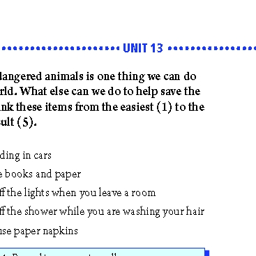 UNIT 13
dangered animals is one thing we can do
rld. What else can we do to help save the
nk these items from the easiest (1) to the
ult (5).
ding in cars
e books and paper
ff the lights when you leave a room
ff the shower while you are washing your hair
use paper napkins